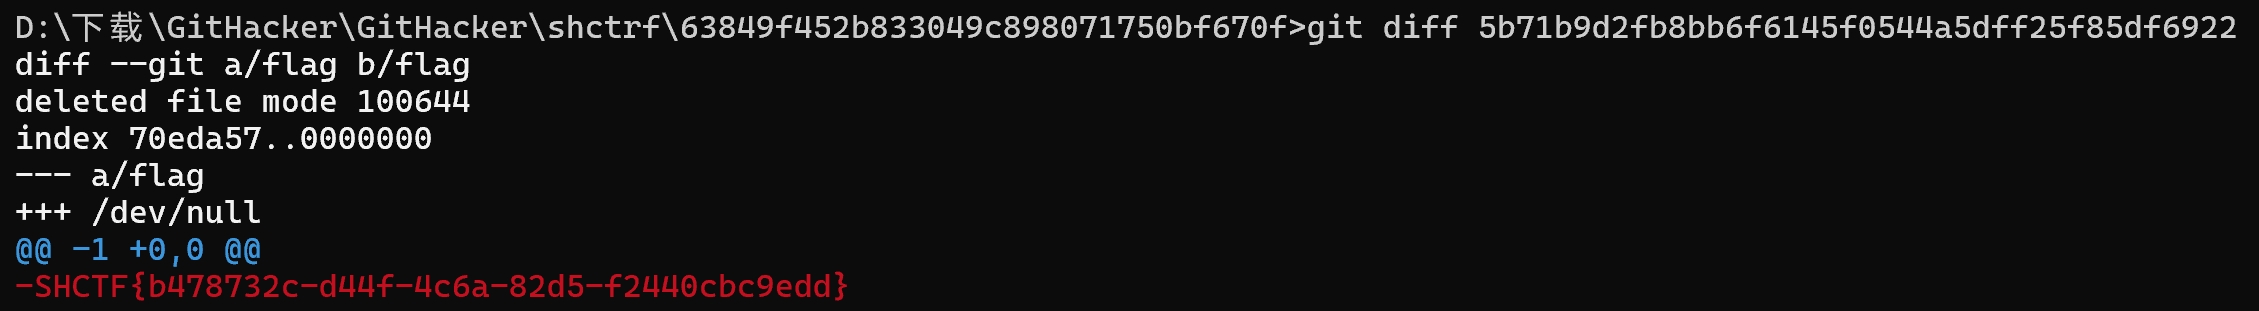 D:\下载\GitHacker\GitHacker\shctrf\63849f452b833049c898071750bf670f>git diff 5b71b9d2fb8bb6f6145f0544a5dff25f85df6922
diff --git a/flag b/flag
deleted file mode 100644
index 70eda57..0000000
--- a/flag
+++ /dev/null
@@ -1 +0,0 @@
-SHCTF{b478732c-d44f-4c6a-82d5-f2440cbc9edd}